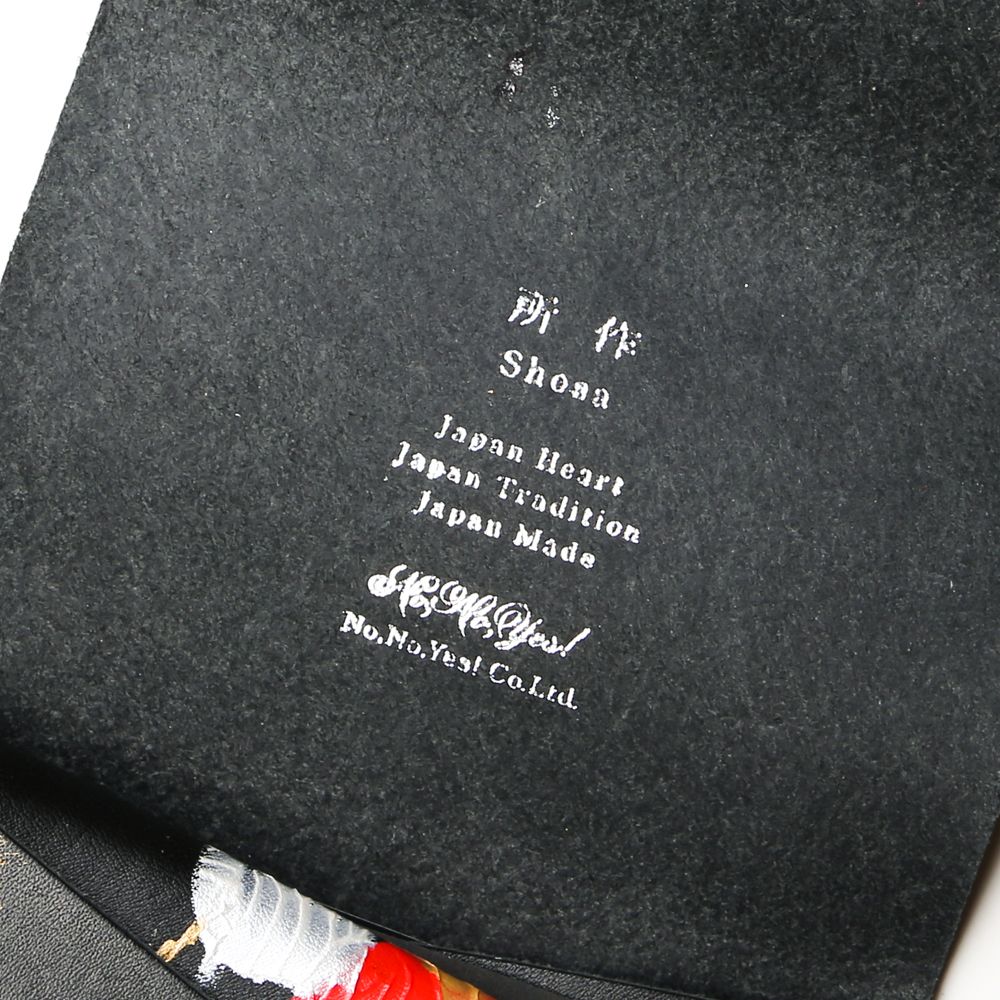 所作
Shosa
Japan Heart
Japan Tradition
Japan Made
No,No,Yes!
No.No.Yes! Co.Ltd.